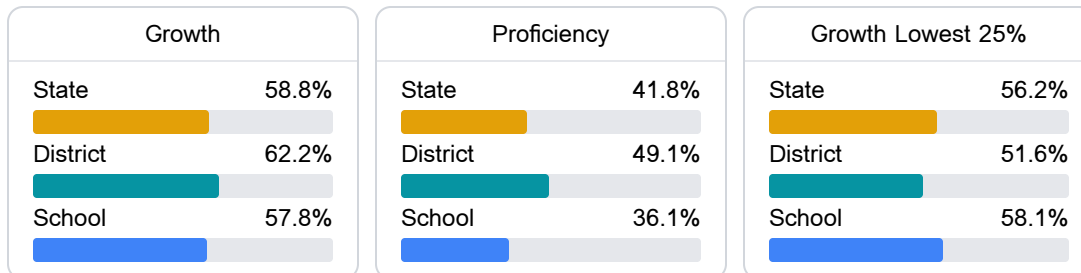 Growth
State 58.8%
District 62.2%
School 57.8%
Proficiency
State 41.8%
District 49.1%
School 36.1%
Growth Lowest 25%
State 56.2%
District 51.6%
School 58.1%